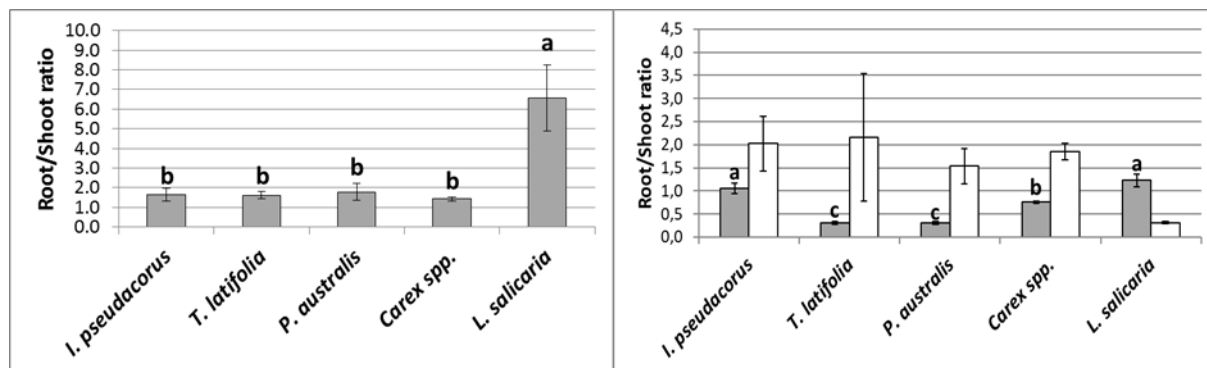 Root/Shoot ratio
10.0
9.0
8.0
7.0
6.0
5.0
4.0
3.0
2.0
1.0
0.0
b
b
b
b
a
I. pseudacorus
T. latifolia
P. australis
Carex spp.
L. salicaria
Root/Shoot ratio
4,5
4,0
3,5
3,0
2,5
2,0
1,5
1,0
0,5
0,0
a
c
c
b
a
I. pseudacorus
T. latifolia
P. australis
Carex spp.
L. salicaria